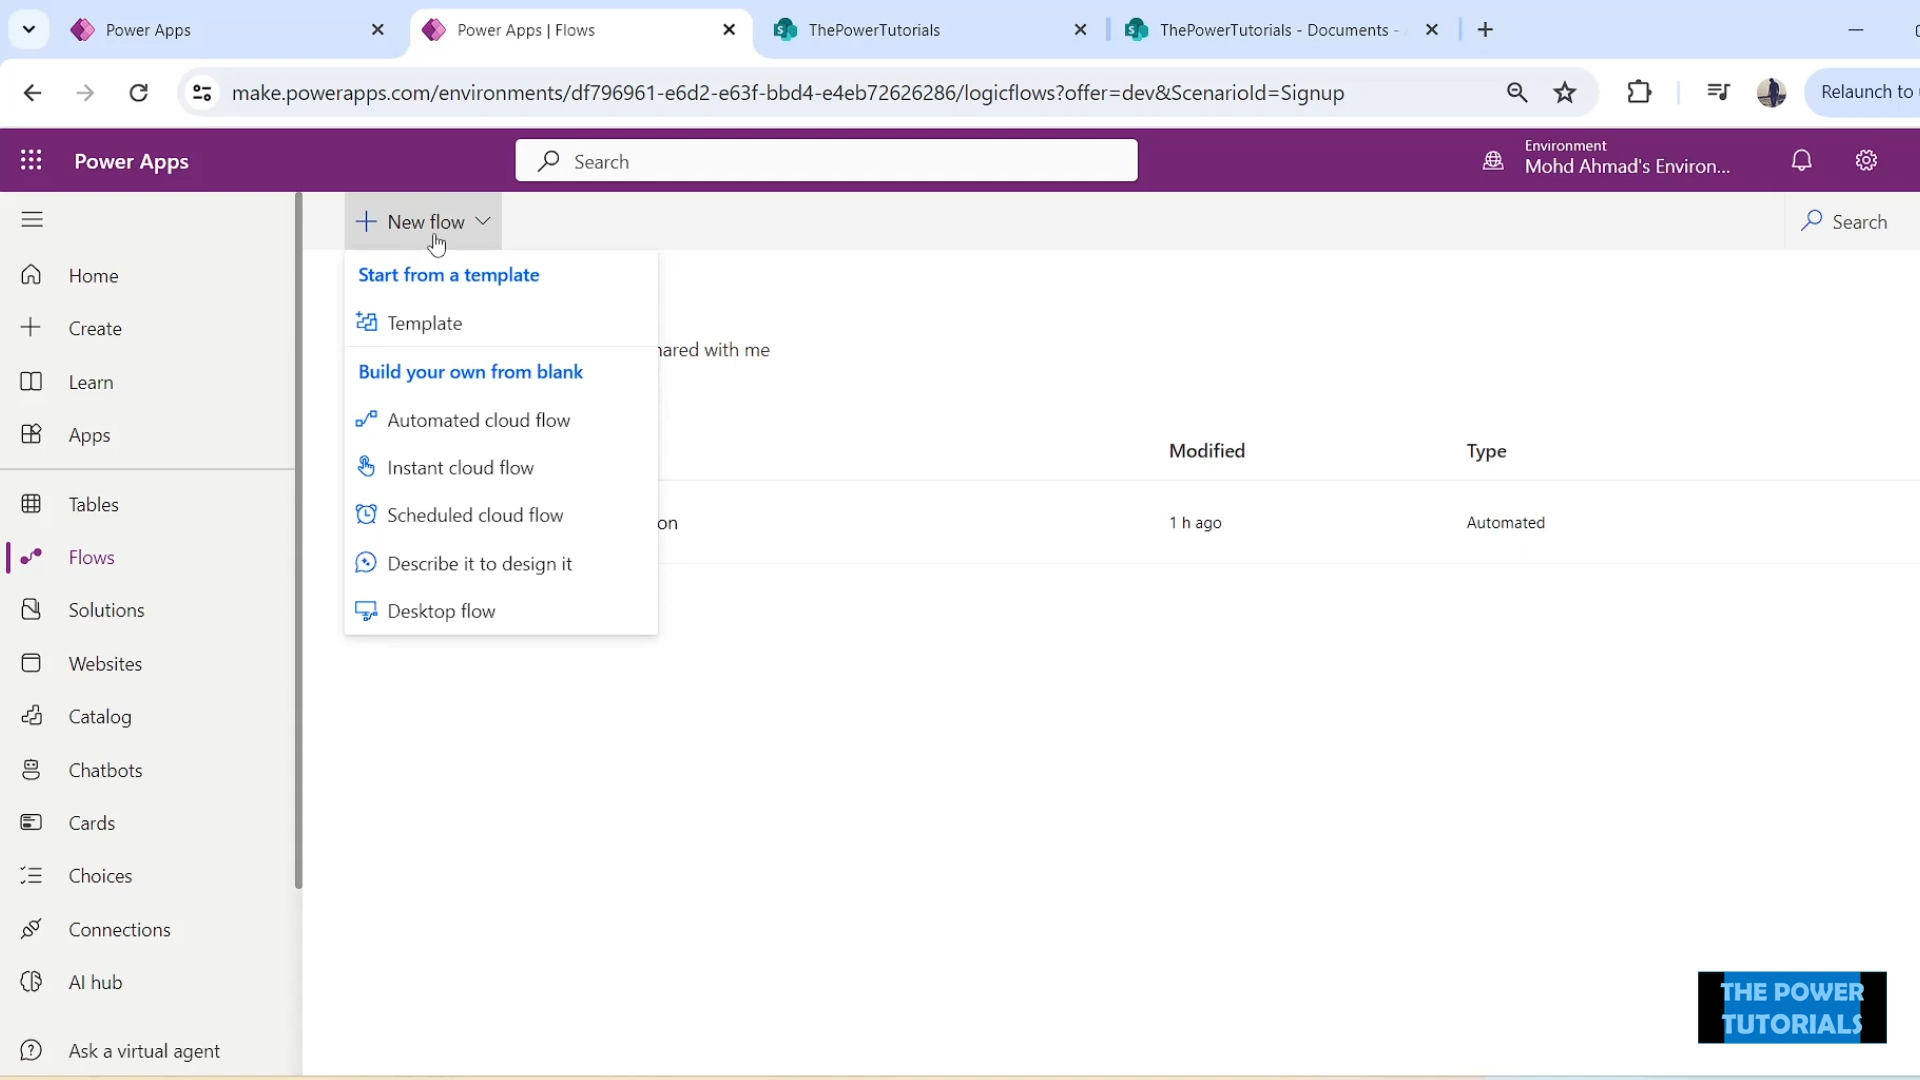 Power Apps
Power Apps | Flows
ThePowerTutorials
ThePowerTutorials - Documents -
make.powerapps.com/environments/df796961-e6d2-e63f-bbd4-e4eb72626286/logicflows?offer=dev&ScenarioId=Signup
Relaunch to
Power Apps
Search
Environment
Mohd Ahmad's Environ...
New flow
Search
Start from a template
Template
Build your own from blank
Automated cloud flow
Instant cloud flow
Scheduled cloud flow
Describe it to design it
Desktop flow
hared with me
Modified
Type
on
1 h ago
Automated
Home
Create
Learn
Apps
Tables
Flows
Solutions
Websites
Catalog
Chatbots
Cards
Choices
Connections
AI hub
Ask a virtual agent
THE POWER
TUTORIALS